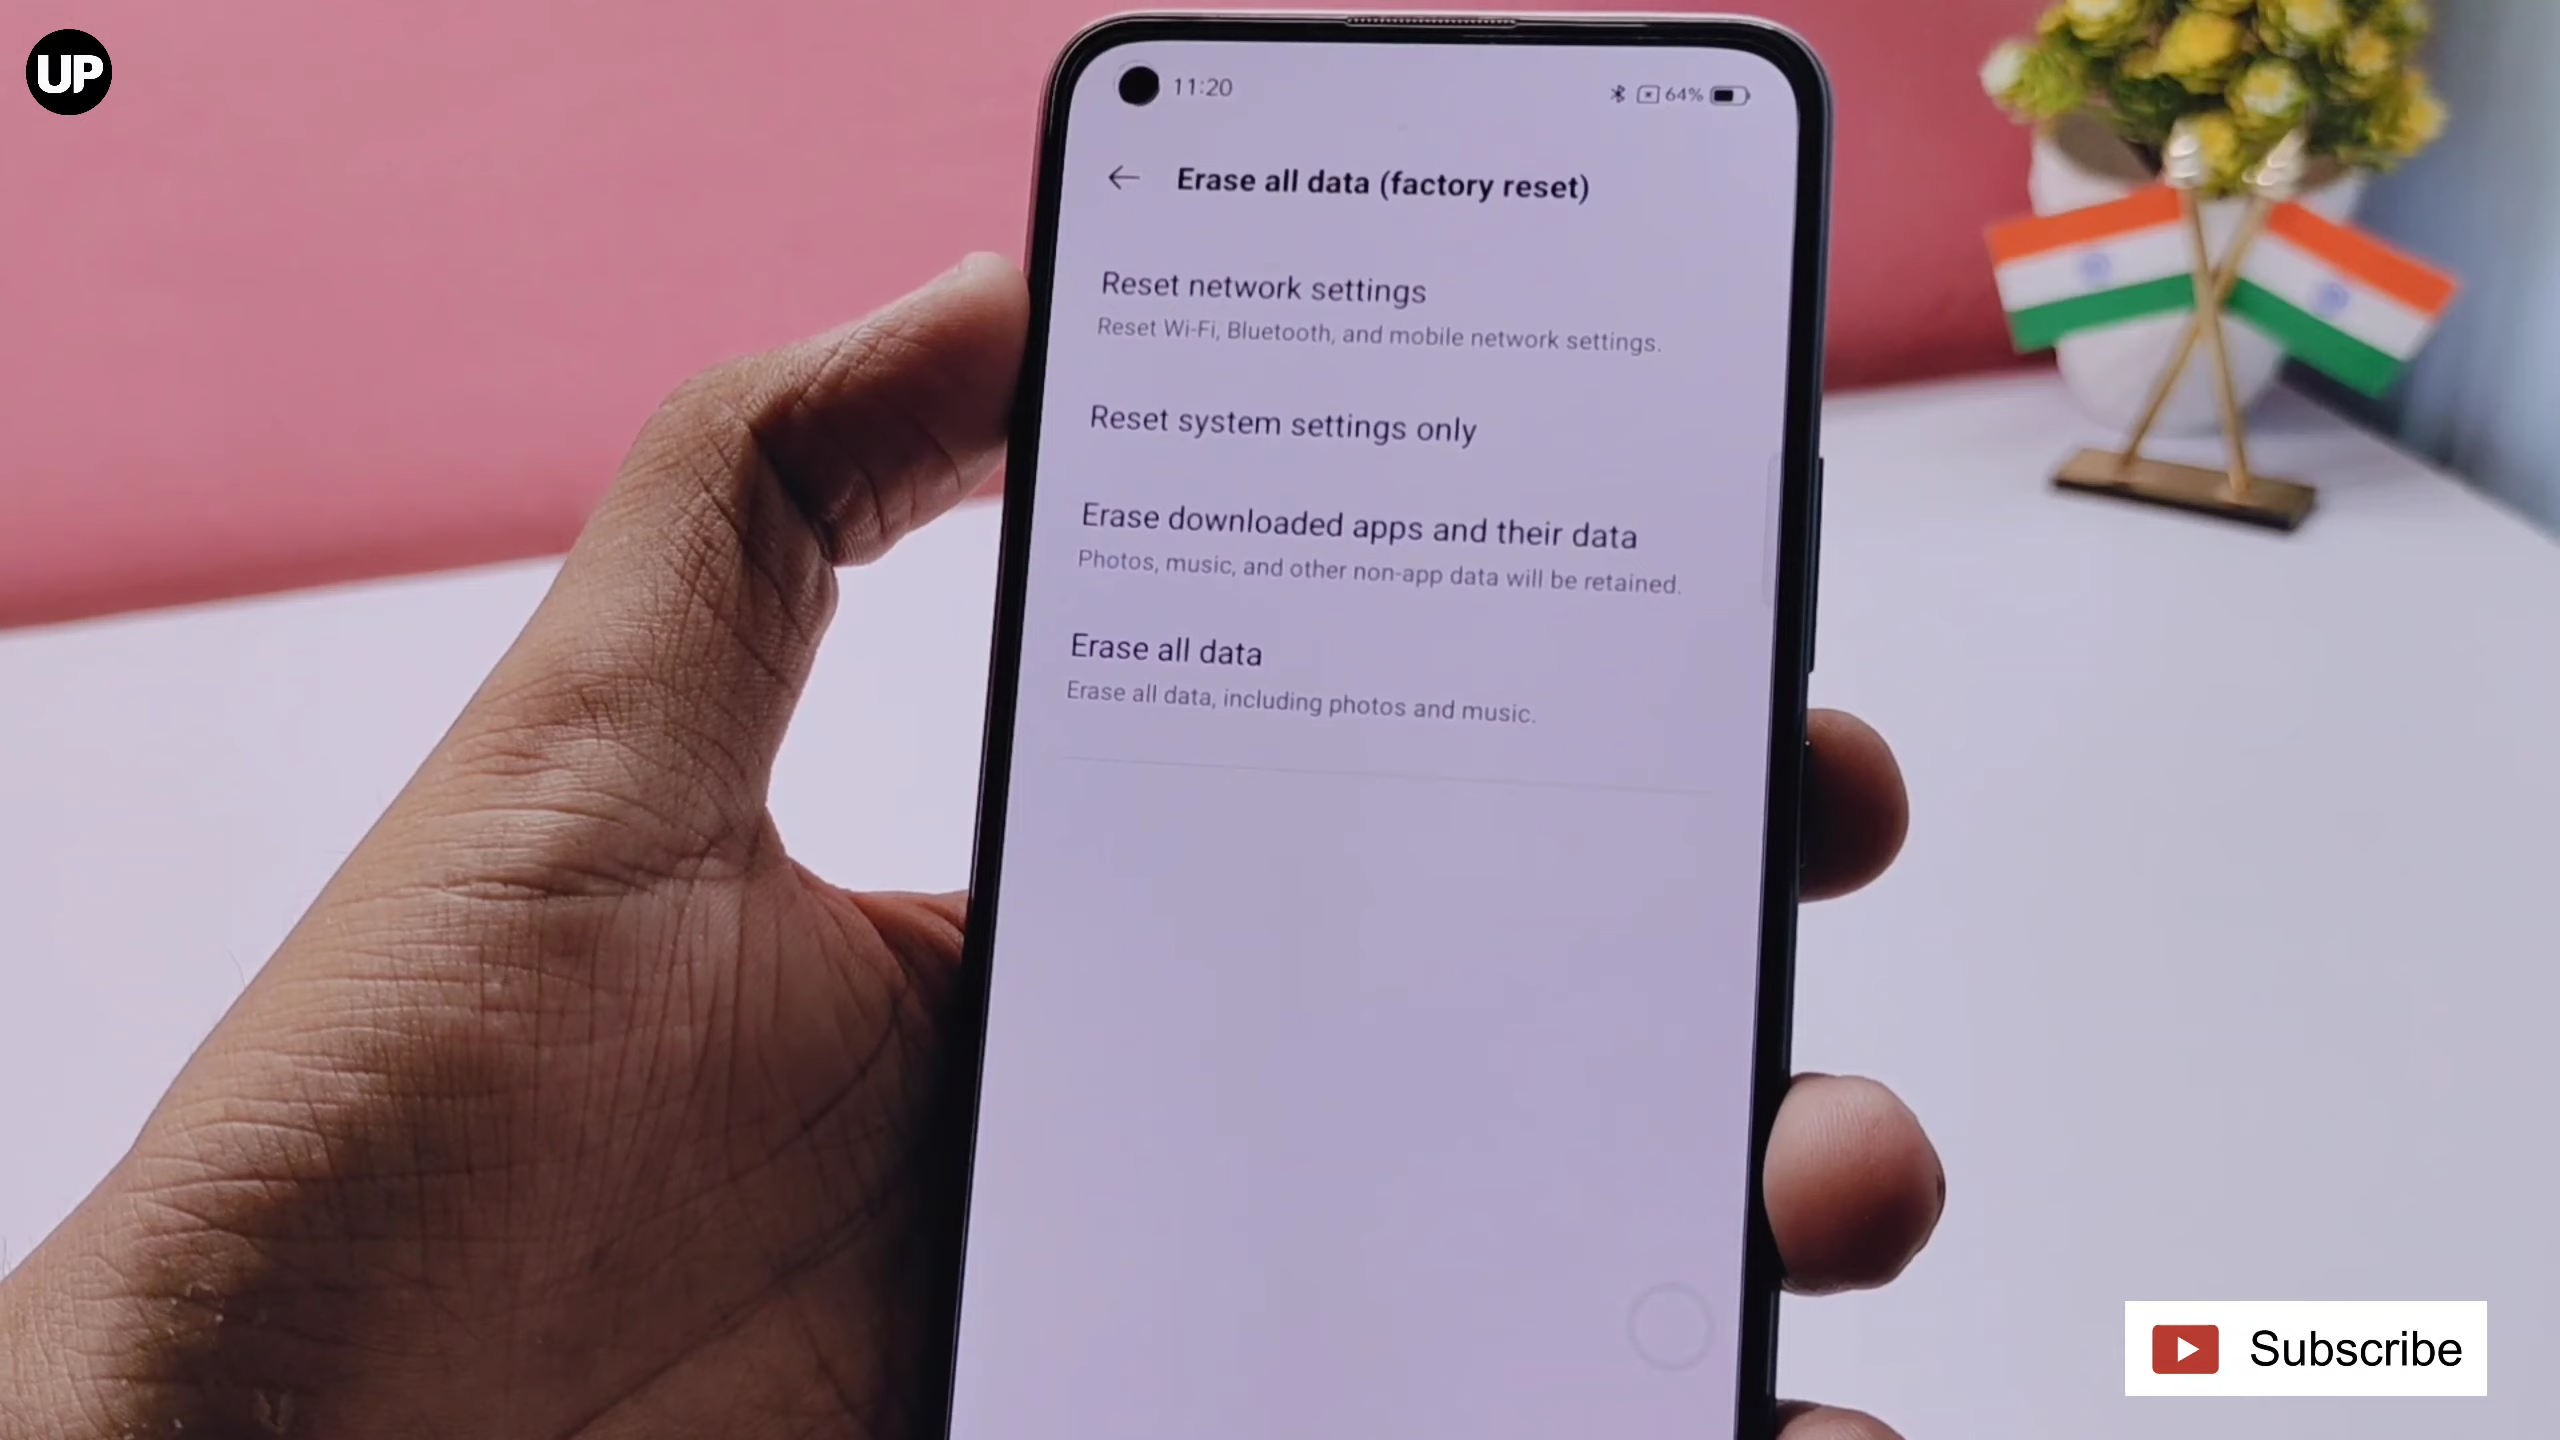 UP
11:20
64%
Erase all data (factory reset)
Reset network settings
Reset Wi-Fi, Bluetooth, and mobile network settings.
Reset system settings only
Erase downloaded apps and their data
Photos, music, and other non-app data will be retained.
Erase all data
Erase all data, including photos and music.
Subscribe